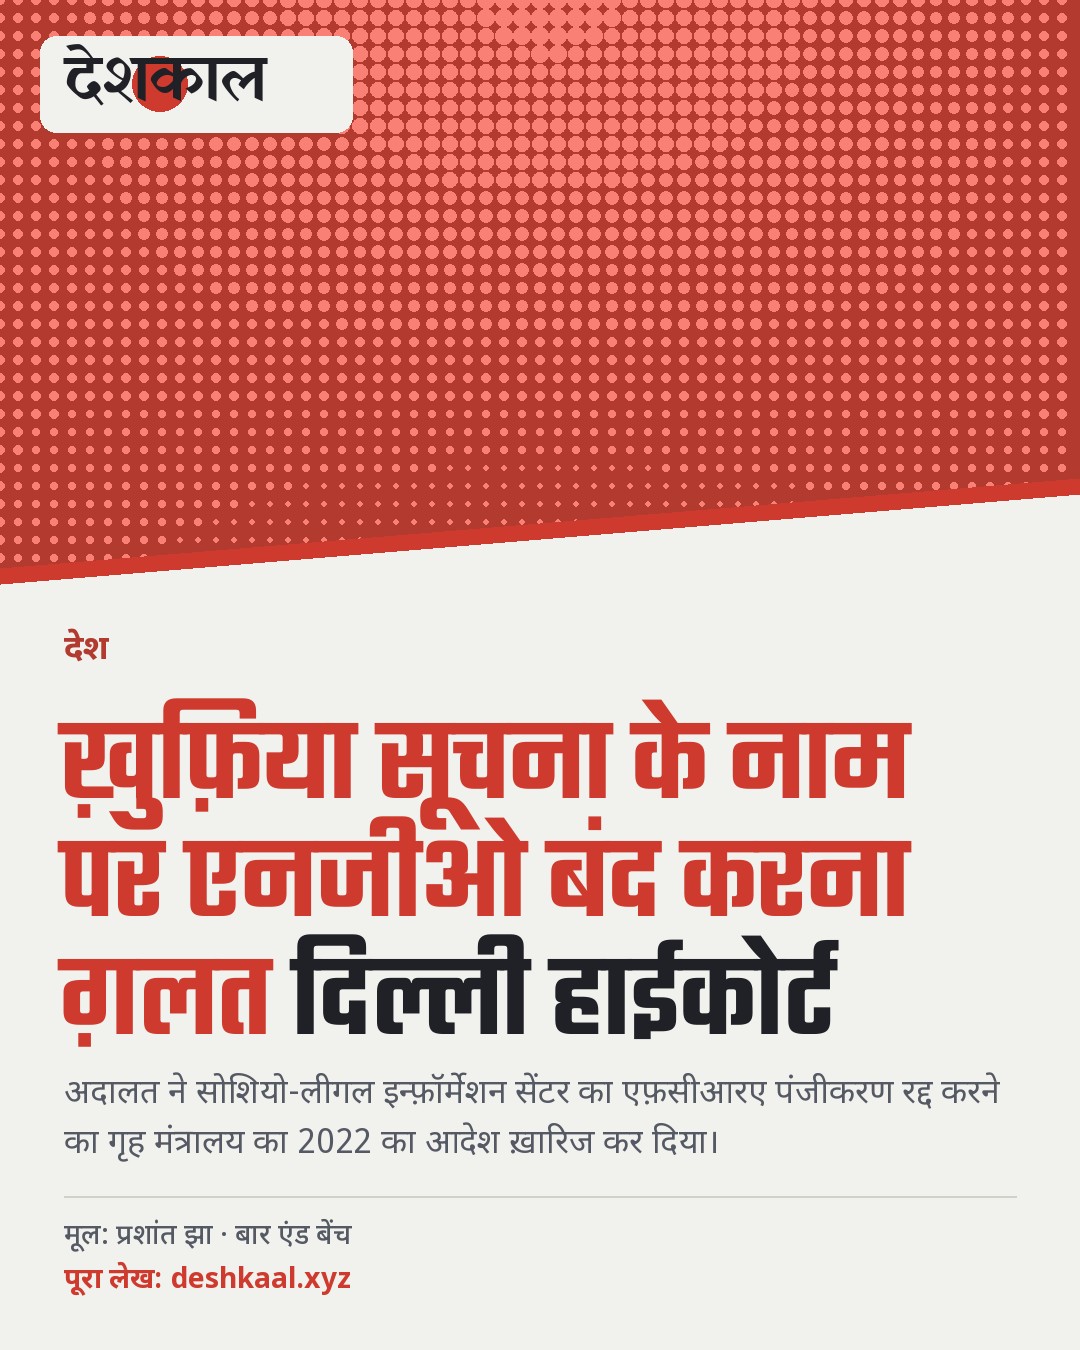 देशकाल
देश
ख़ुफ़िया सूचना के नाम
पर एनजीओ बंद करना
ग़लत दिल्ली हाईकोर्ट
अदालत ने सोशियो-लीगल इन्फ़ॉर्मेशन सेंटर का एफ़सीआरए पंजीकरण रद्द करने
का गृह मंत्रालय का 2022 का आदेश ख़ारिज कर दिया।
मूल: प्रशांत झा · बार एंड बेंच
पूरा लेख: deshkaal.xyz